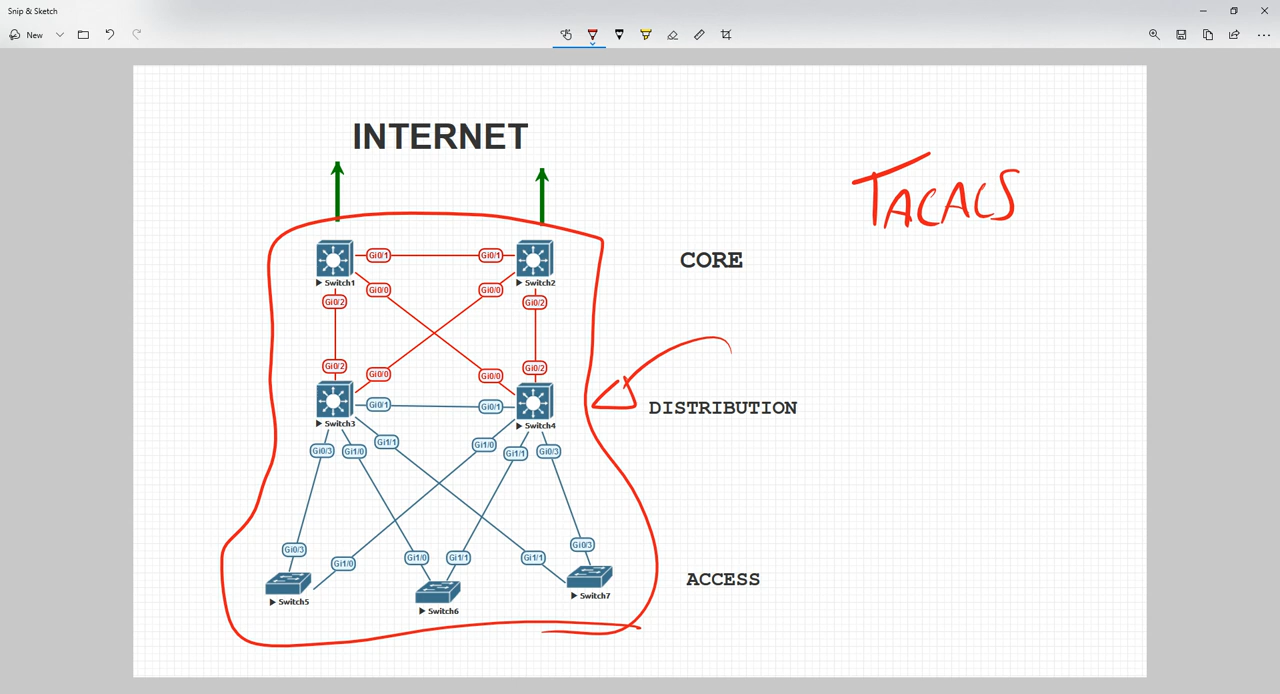 Snip & Sketch
New
INTERNET
TACACS
CORE
Gi0/1 Gi0/1
Switch1 Switch2
Gi0/0 Gi0/0
Gi0/2 Gi0/2
Gi0/2 Gi0/2
Gi0/0 Gi0/0
Gi0/1 Gi0/1
DISTRIBUTION
Switch3 Switch4
Gi1/1 Gi1/0
Gi0/3 Gi1/0 Gi1/1 Gi0/3
Gi0/3 Gi0/3
Gi1/0 Gi1/0 Gi1/1 Gi1/1
ACCESS
Switch5 Switch6 Switch7